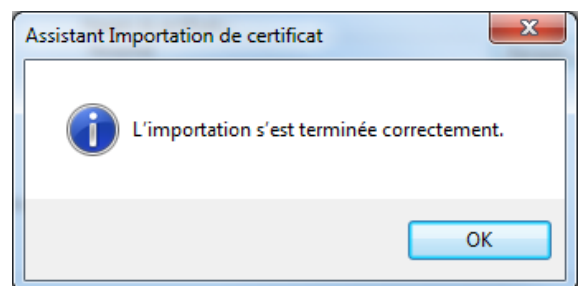 Assistant Importation de certificat
L'importation s'est terminée correctement.
OK